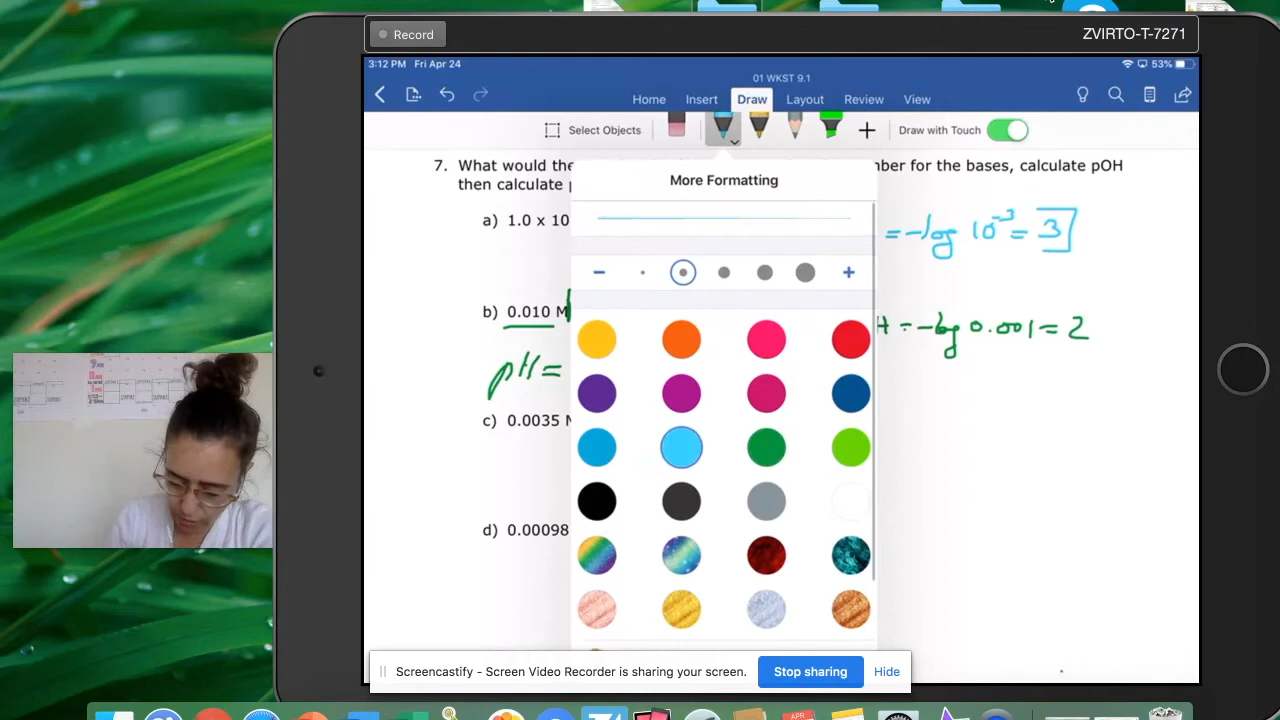 Record
ZVIRTO-T-7271
3:12 PM Fri Apr 24
53%
01 WKST 9.1
Home Insert Draw Layout Review View
Select Objects
Draw with Touch
7. What would the
ber for the bases, calculate pOH
then calculate
More Formatting
a) 1.0 x 10
= -log 10⁻³ = 3
b) 0.010 M
H = -log 0.001 = 2
pH =
c) 0.0035
d) 0.00098
Screencastify - Screen Video Recorder is sharing your screen.
Stop sharing
Hide
APR